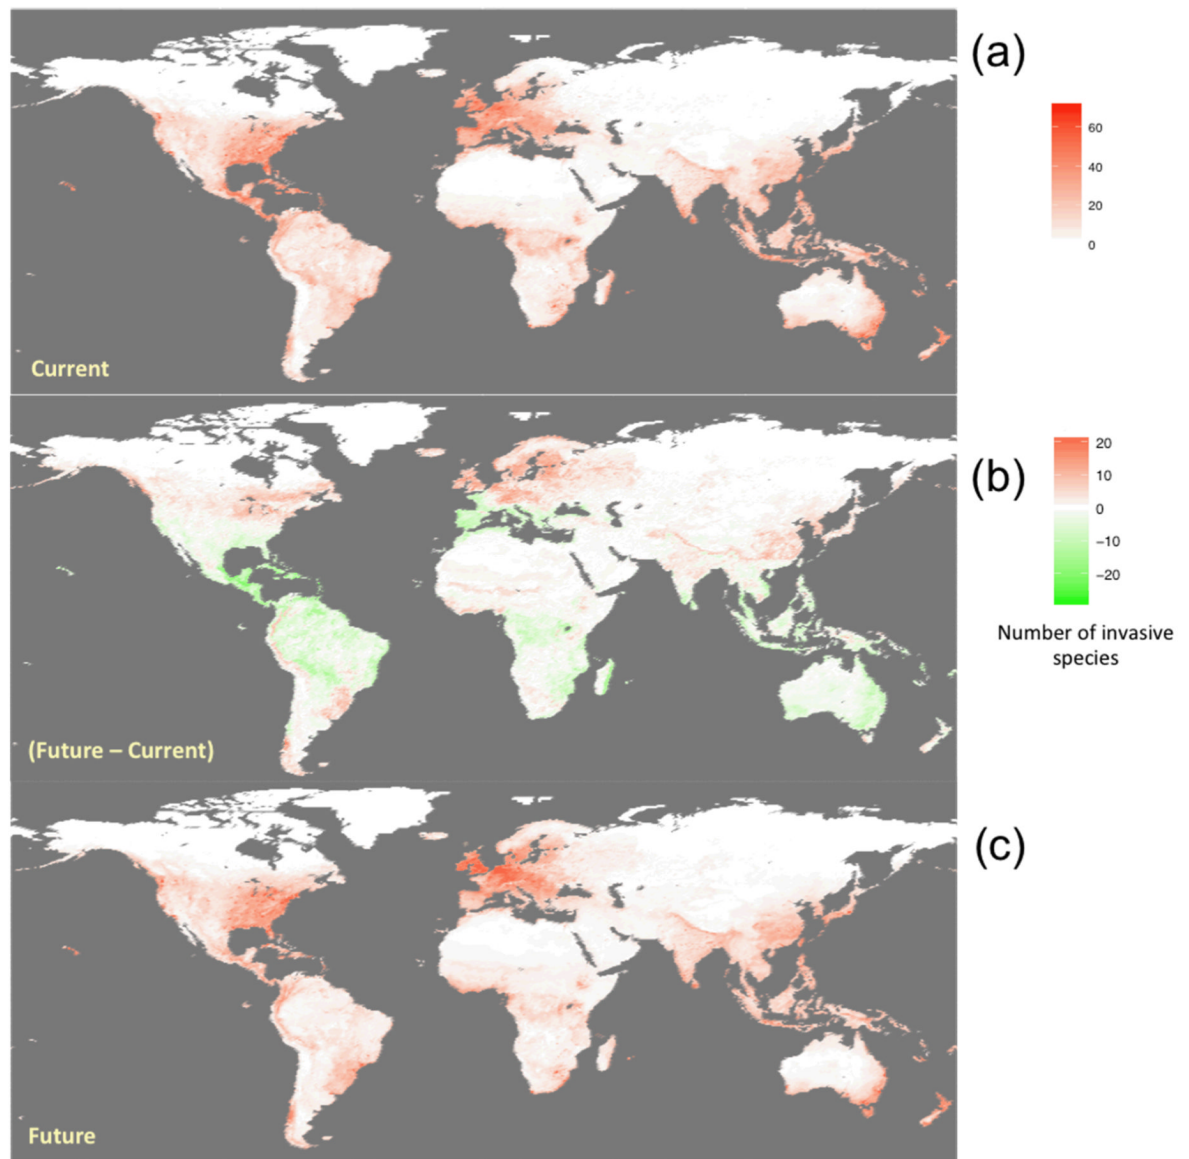 (a)
60
40
20
0
Current
(b)
20
10
0
−10
−20
Number of invasive
species
(Future – Current)
(c)
Future